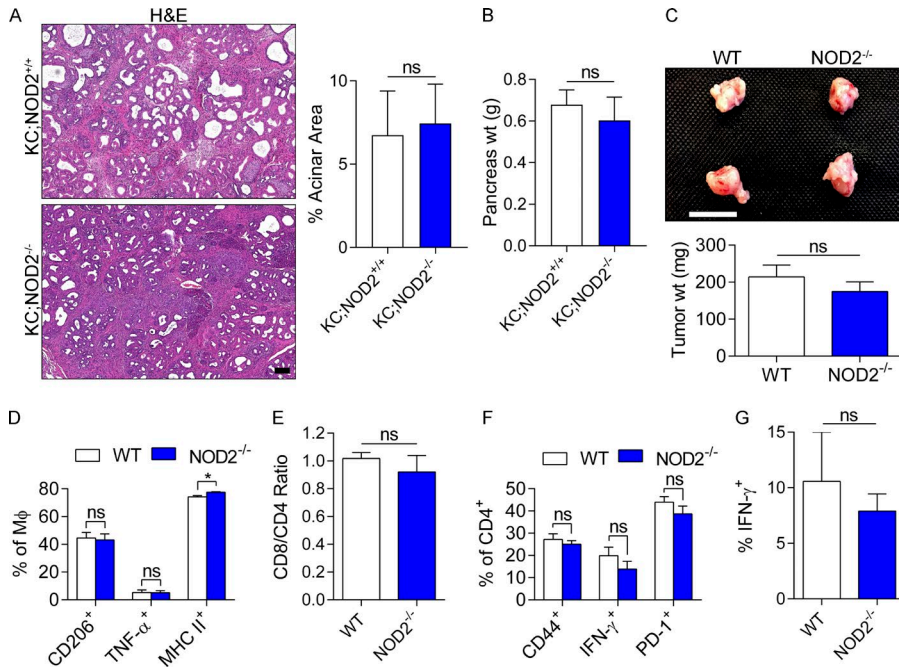 A
H&E
KC;NOD2+/+
KC;NOD2-/-
% Acinar Area
10
5
0
ns
KC;NOD2+/+
KC;NOD2-/-
B
Pancreas wt (g)
0.8
0.6
0.4
0.2
0.0
ns
KC;NOD2+/+
KC;NOD2-/-
C
WT NOD2-/-
Tumor wt (mg)
300
200
100
0
ns
WT NOD2-/-
D
WT NOD2-/-
% of Mϕ
80
60
40
20
0
ns
ns
*
CD206+
TNF-α+
MHC II+
E
CD8/CD4 Ratio
1.2
1.0
0.8
0.6
0.4
0.2
0.0
ns
WT
NOD2-/-
F
WT NOD2-/-
% of CD4+
50
40
30
20
10
0
ns
ns
ns
CD44+
IFN-γ+
PD-1+
G
% IFN-γ+
15
10
5
0
ns
WT
NOD2-/-